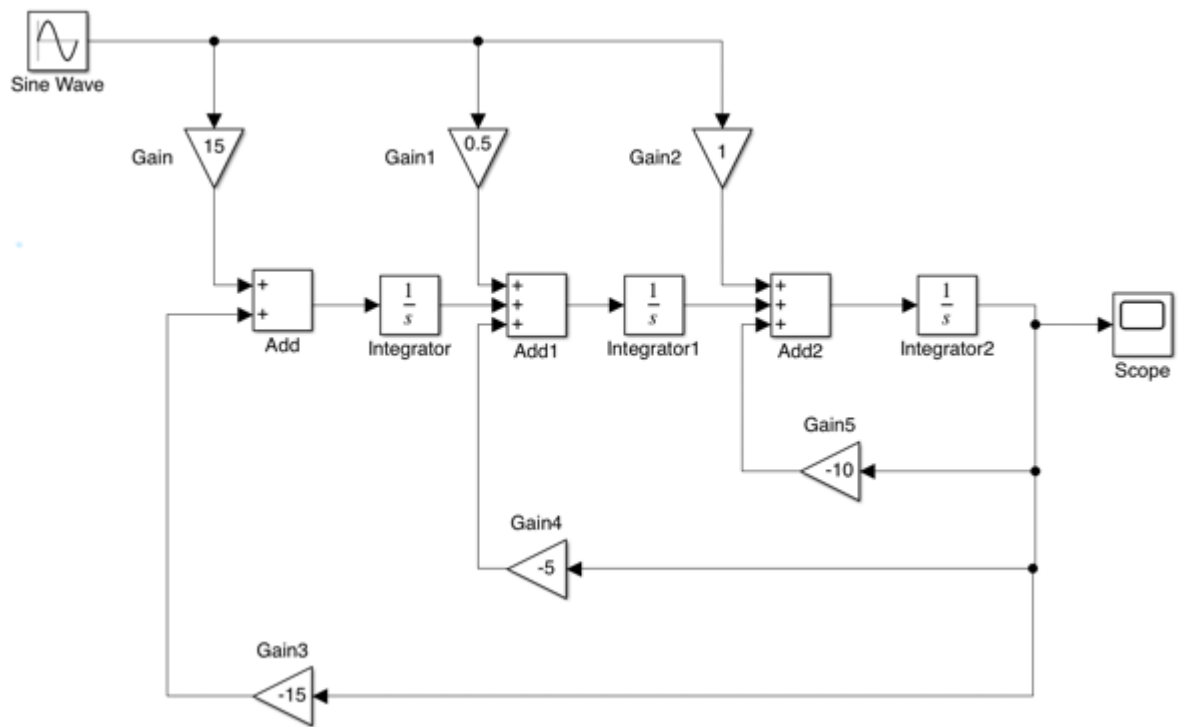 Sine Wave
Gain
15
Gain1
0.5
Gain2
1
+
+
Add
1
s
Integrator
+
+
+
Add1
1
s
Integrator1
+
+
+
Add2
1
s
Integrator2
Scope
Gain5
-10
Gain4
-5
Gain3
-15